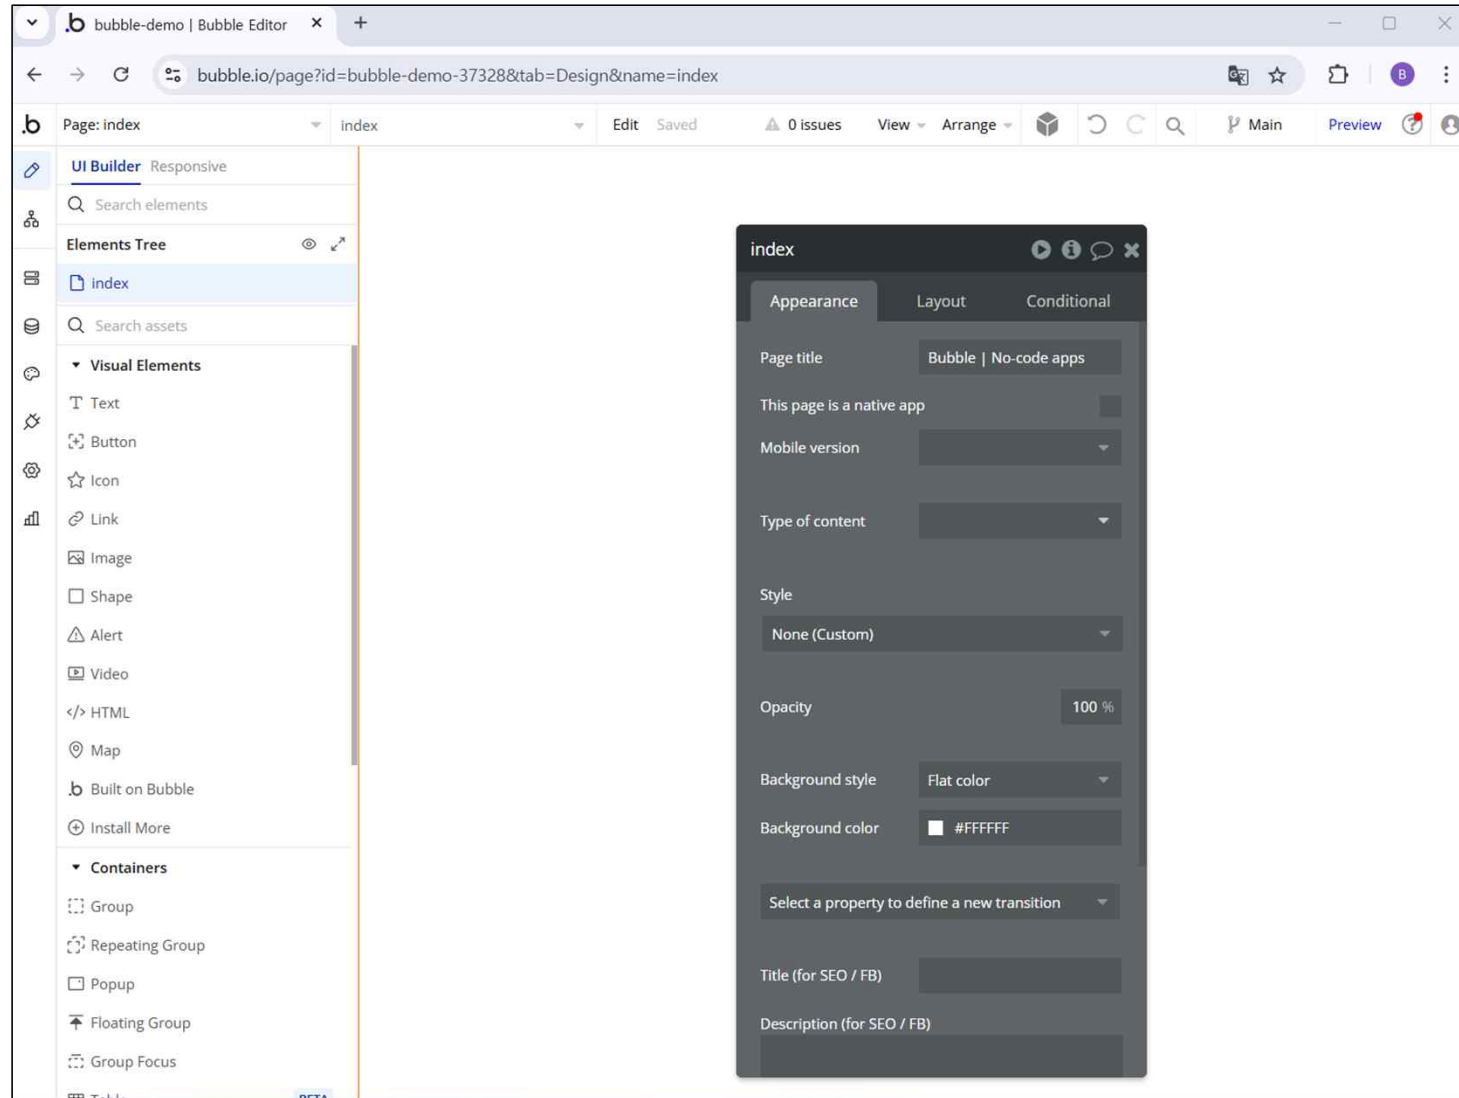 bubble-demo | Bubble Editor
bubble.io/page?id=bubble-demo-37328&tab=Design&name=index
B
.b Page: index index Edit Saved 0 issues View Arrange Main Preview
UI Builder Responsive
Search elements
Elements Tree
index
Search assets
Visual Elements
Text
Button
Icon
Link
Image
Shape
Alert
Video
</> HTML
Map
Built on Bubble
Install More
Containers
Group
Repeating Group
Popup
Floating Group
Group Focus
Table BETA
index
Appearance Layout Conditional
Page title Bubble | No-code apps
This page is a native app
Mobile version
Type of content
Style
None (Custom)
Opacity 100 %
Background style Flat color
Background color #FFFFFF
Select a property to define a new transition
Title (for SEO / FB)
Description (for SEO / FB)